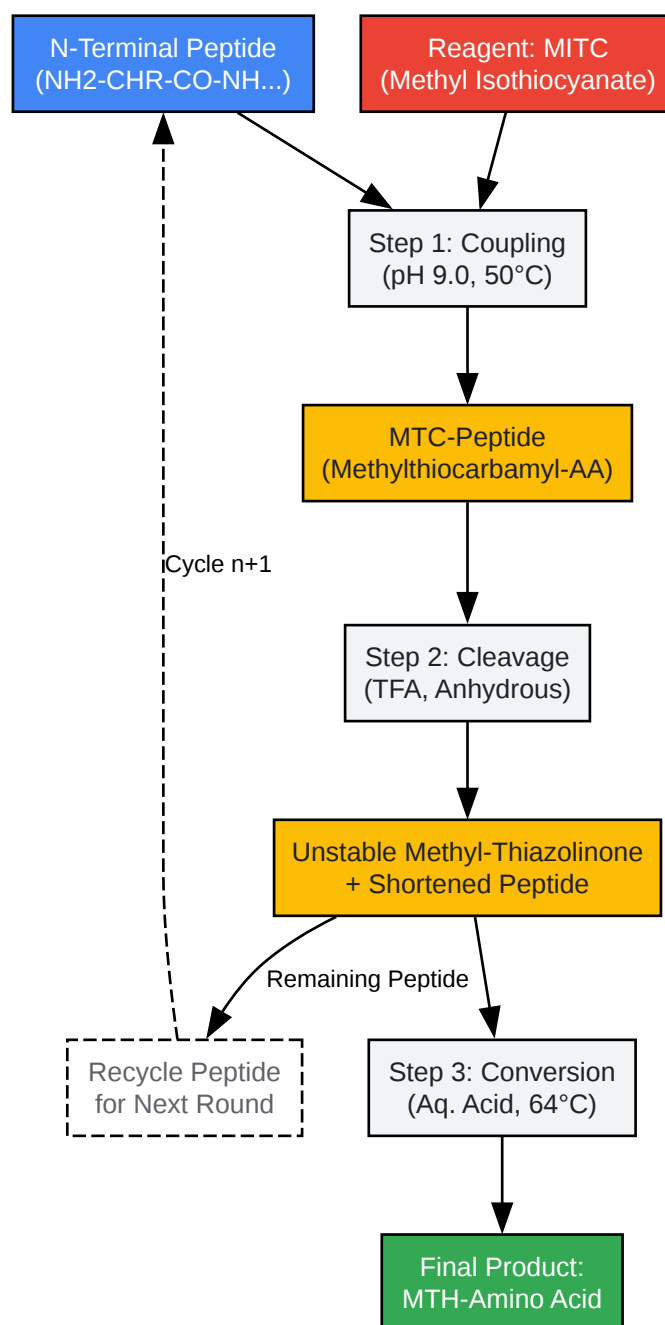 N-Terminal Peptide
(NH2-CHR-CO-NH...)
Reagent: MITC
(Methyl Isothiocyanate)
Step 1: Coupling
(pH 9.0, 50°C)
MTC-Peptide
(Methylthiocarbamyl-AA)
Cycle n+1
Step 2: Cleavage
(TFA, Anhydrous)
Unstable Methyl-Thiazolinone
+ Shortened Peptide
Remaining Peptide
Recycle Peptide
for Next Round
Step 3: Conversion
(Aq. Acid, 64°C)
Final Product:
MTH-Amino Acid